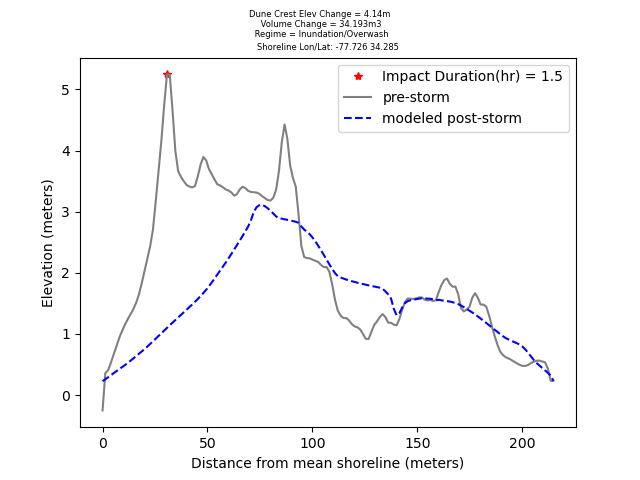 Dune Crest Elev Change = 4.14m
Volume Change = 34.193m3
Regime = Inundation/Overwash
Shoreline Lon/Lat: -77.726 34.285
Impact Duration(hr) = 1.5
pre-storm
modeled post-storm
Elevation (meters)
5
4
3
2
1
0
0 50 100 150 200
Distance from mean shoreline (meters)